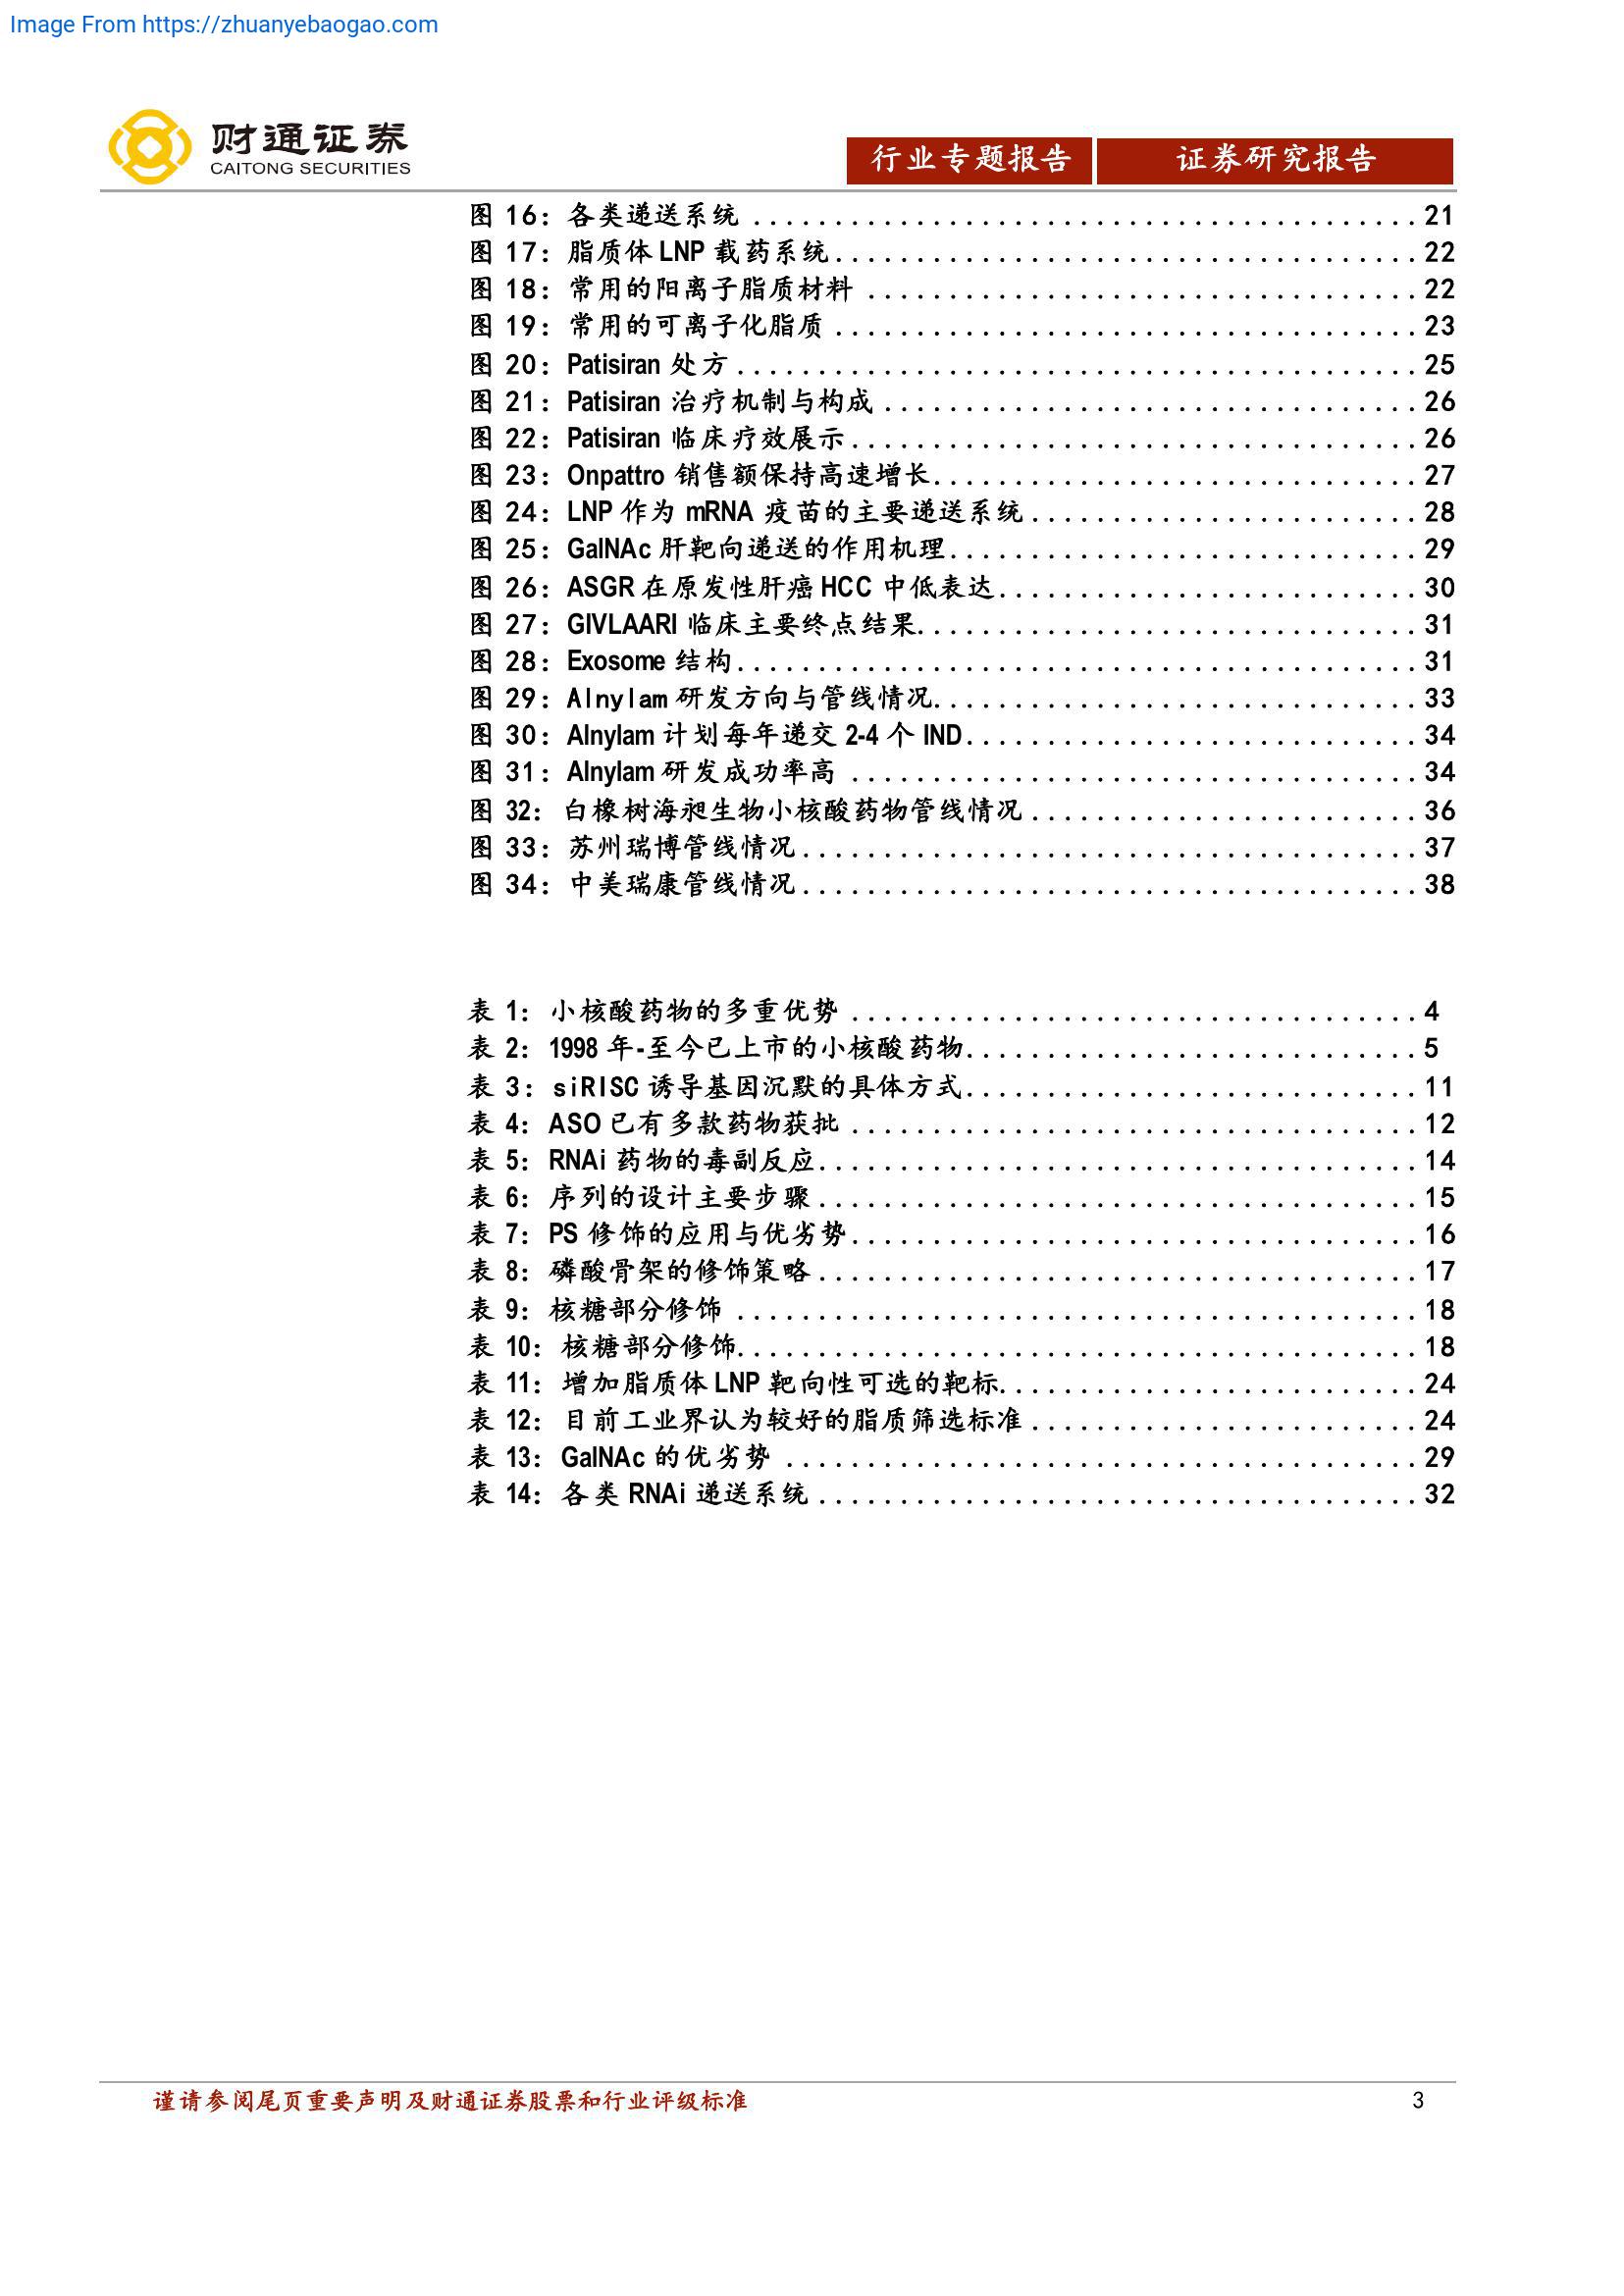 Image From https://zhuanyebaogao.com
财通证券
CAITONG SECURITIES
行业专题报告 证券研究报告
图 16：各类递送系统 ......................................... 21
图 17：脂质体 LNP 载药系统.................................... 22
图 18：常用的阳离子脂质材料 .................................. 22
图 19：常用的可离子化脂质 .................................... 23
图 20：Patisiran 处方.......................................... 25
图 21：Patisiran 治疗机制与构成 ................................. 26
图 22：Patisiran 临床疗效展示................................... 26
图 23：Onpattro 销售额保持高速增长.............................. 27
图 24：LNP 作为 mRNA 疫苗的主要递送系统........................ 28
图 25：GalNAc 肝靶向递送的作用机理............................. 29
图 26：ASGR 在原发性肝癌 HCC 中低表达.......................... 30
图 27：GIVLAARI 临床主要终点结果............................... 31
图 28：Exosome 结构.......................................... 31
图 29：Alnylam 研发方向与管线情况.............................. 33
图 30：Alnylam 计划每年递交 2-4 个 IND............................ 34
图 31：Alnylam 研发成功率高 ................................... 34
图 32：白橡树海昶生物小核酸药物管线情况........................ 36
图 33：苏州瑞博管线情况...................................... 37
图 34：中美瑞康管线情况...................................... 38
表 1：小核酸药物的多重优势 ................................... 4
表 2：1998 年-至今已上市的小核酸药物............................ 5
表 3：siRISC 诱导基因沉默的具体方式............................ 11
表 4：ASO 已有多款药物获批 ................................... 12
表 5：RNAi 药物的毒副反应..................................... 14
表 6：序列的设计主要步骤..................................... 15
表 7：PS 修饰的应用与优劣势................................... 16
表 8：磷酸骨架的修饰策略..................................... 17
表 9：核糖部分修饰 .......................................... 18
表 10：核糖部分修饰.......................................... 18
表 11：增加脂质体 LNP 靶向性可选的靶标.......................... 24
表 12：目前工业界认为较好的脂质筛选标准........................ 24
表 13：GalNAc 的优劣势 ....................................... 29
表 14：各类 RNAi 递送系统..................................... 32
谨请参阅尾页重要声明及财通证券股票和行业评级标准 3